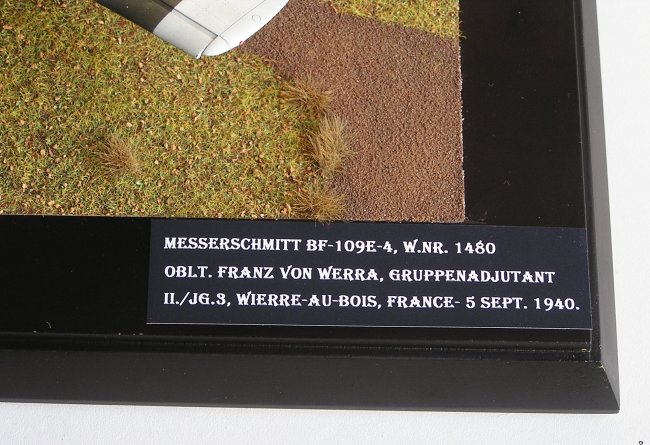 MESSERSCHMITT BF-109E-4, W.NR. 1480
OBLT. FRANZ VON WERRA, GRUPPENADJUTANT
II./JG.3, WIERRE-AU-BOIS, FRANCE- 5 SEPT. 1940.